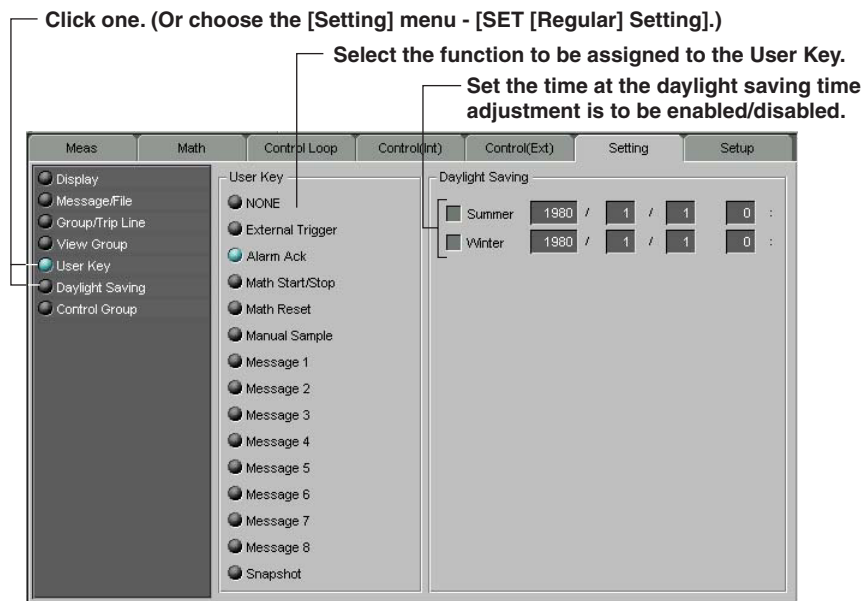 Click one. (Or choose the [Setting] menu - [SET [Regular] Setting].)
Select the function to be assigned to the User Key.
Set the time at the daylight saving time
adjustment is to be enabled/disabled.
Meas Math Control Loop Control(Int) Control(Ext) Setting Setup
Display
Message/File
Group/Trip Line
View Group
User Key
Daylight Saving
Control Group
User Key
NONE
External Trigger
Alarm Ack
Math Start/Stop
Math Reset
Manual Sample
Message 1
Message 2
Message 3
Message 4
Message 5
Message 6
Message 7
Message 8
Snapshot
Daylight Saving
Summer 1980 / 1 / 1 0 :
Winter 1980 / 1 / 1 0 :